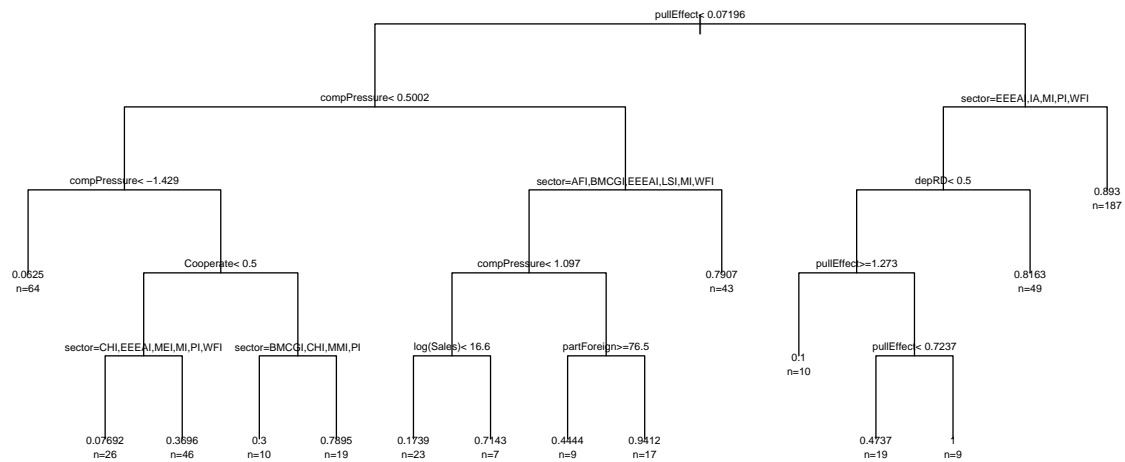 pullEffect< 0.07196
compPressure< 0.5002
sector=EEEAI,IA,MI,PI,WFI
compPressure< −1.429
sector=AFI,BMCGI,EEEAI,LSI,MI,WFI
depRD< 0.5
0.893
n=187
0.0625
n=64
Cooperate< 0.5
compPressure< 1.097
0.7907
n=43
pullEffect>=1.273
0.8163
n=49
sector=CHI,EEEAI,MEI,MI,PI,WFI
sector=BMCGI,CHI,MMI,PI
log(Sales)< 16.6
partForeign>=76.5
0.1
n=10
pullEffect< 0.7237
0.07692
n=26
0.3696
n=46
0.3
n=10
0.7895
n=19
0.1739
n=23
0.7143
n=7
0.4444
n=9
0.9412
n=17
0.4737
n=19
1
n=9